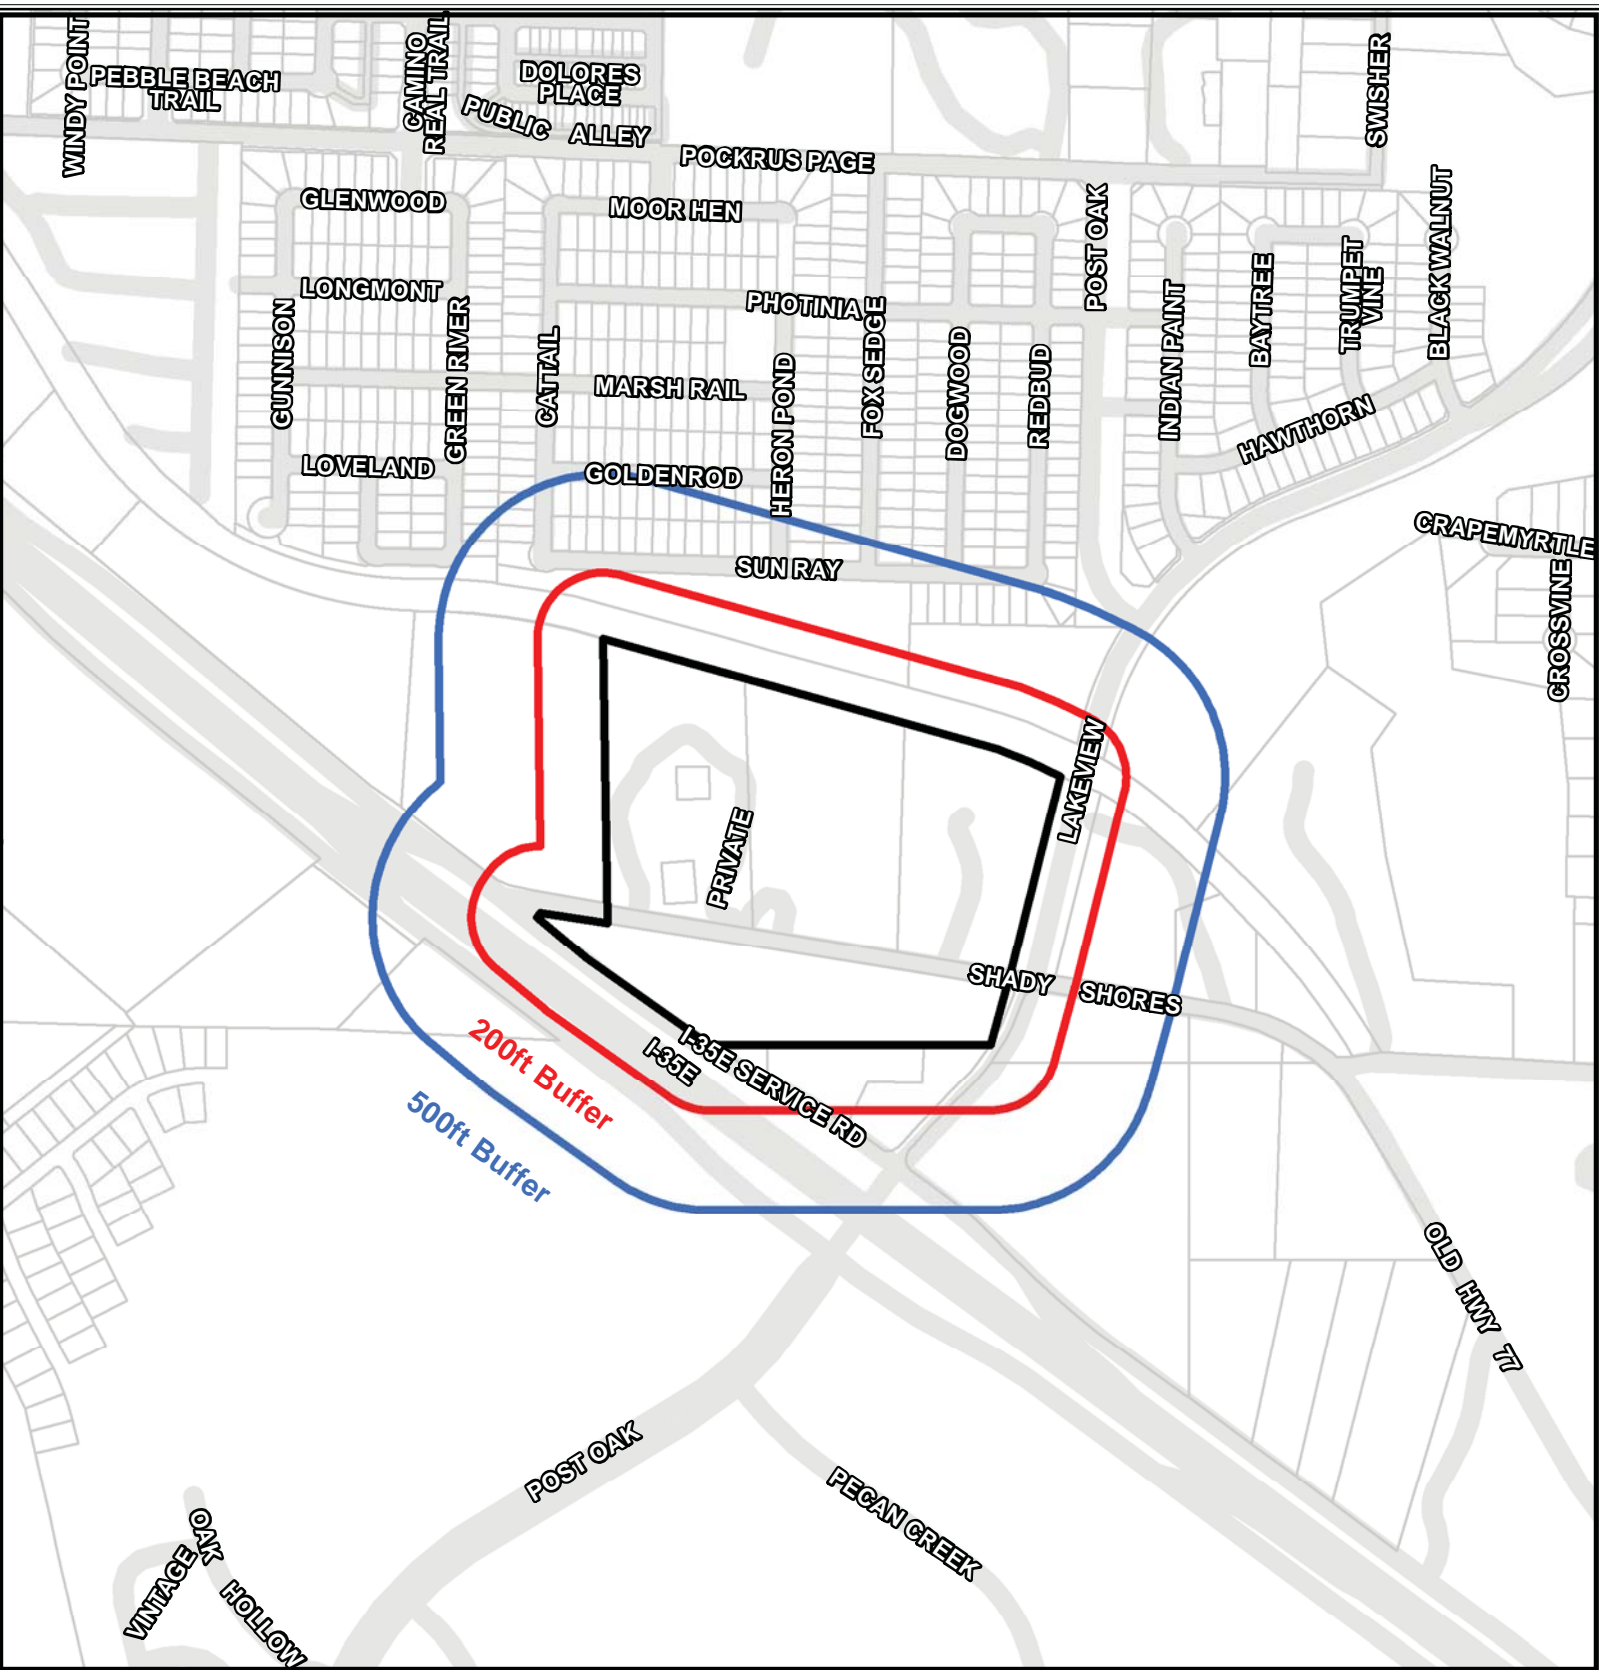 WINDY POINT
PEBBLE BEACH
TRAIL
CAMINO
REAL TRAIL
DOLORES
PLACE
PUBLIC ALLEY
POCKRUS PAGE
SWISHER
GLENWOOD
MOOR HEN
POST OAK
BLACKWALNUT
LONGMONT
PHOTINIA
GUNNISON
GREEN RIVER
CATTAIL
MARSH RAIL
HERON POND
FOX SEDGE
DOGWOOD
REDBUD
INDIAN PAINT
BAYTREE
TRUMPET
VINE
HAWTHORN
LOVELAND
GOLDENROD
SUN RAY
CRAPEMYRTLE
CROSSVINE
LAKEVIEW
PRIVATE
SHADY SHORES
I-35E SERVICE RD
I-35E
200ft Buffer
500ft Buffer
OLD HWY 77
POST OAK
PECAN CREEK
OAK HOLLOW
VINTAGE